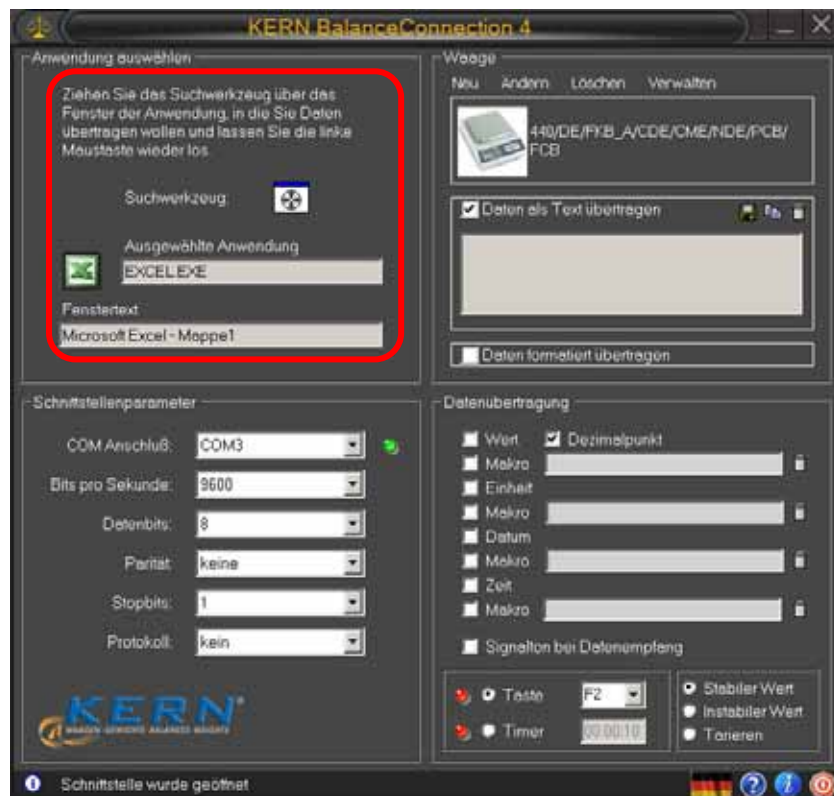 KERN BalanceConnection 4
Anwendung auswählen
Ziehen Sie das Suchwerkzeug über das
Fenster der Anwendung, in die Sie Daten
übertragen wollen und lassen Sie die linke
Maustaste wieder los.
Suchwerkzeug:
Ausgewählte Anwendung
EXCEL.EXE
Fenstertext
Microsoft Excel - Mappe1
Waage
Neu Ändern Löschen Verwalten
440/DE/FKB_A/CDE/CME/NDE/PCB/
FCB
Daten als Text übertragen
Daten formatiert übertragen
Schnittstellenparameter
COM Anschluß: COM3
Bits pro Sekunde: 9600
Datenbits: 8
Parität: keine
Stopbits: 1
Protokoll: kein
KERN
WAAGEN GEWICHTE BALANCES WEIGHTS
Datenübertragung
Wert Dezimalpunkt
Makro
Einheit
Makro
Datum
Makro
Zeit
Makro
Signalton bei Datenempfang
Taste F2
Timer 00:00:10
Stabiler Wert
Instabiler Wert
Tarieren
Schnittstelle wurde geöffnet